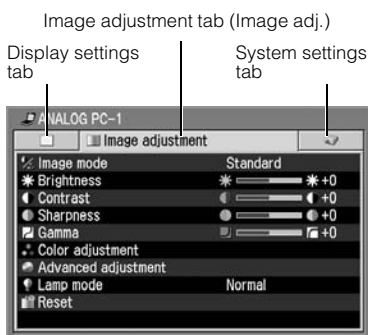 Image adjustment tab (Image adj.)
Display settings
tab
System settings
tab
ANALOG PC-1
Image adjustment
Image mode Standard
Brightness +0
Contrast +0
Sharpness +0
Gamma +0
Color adjustment
Advanced adjustment
Lamp mode Normal
Reset